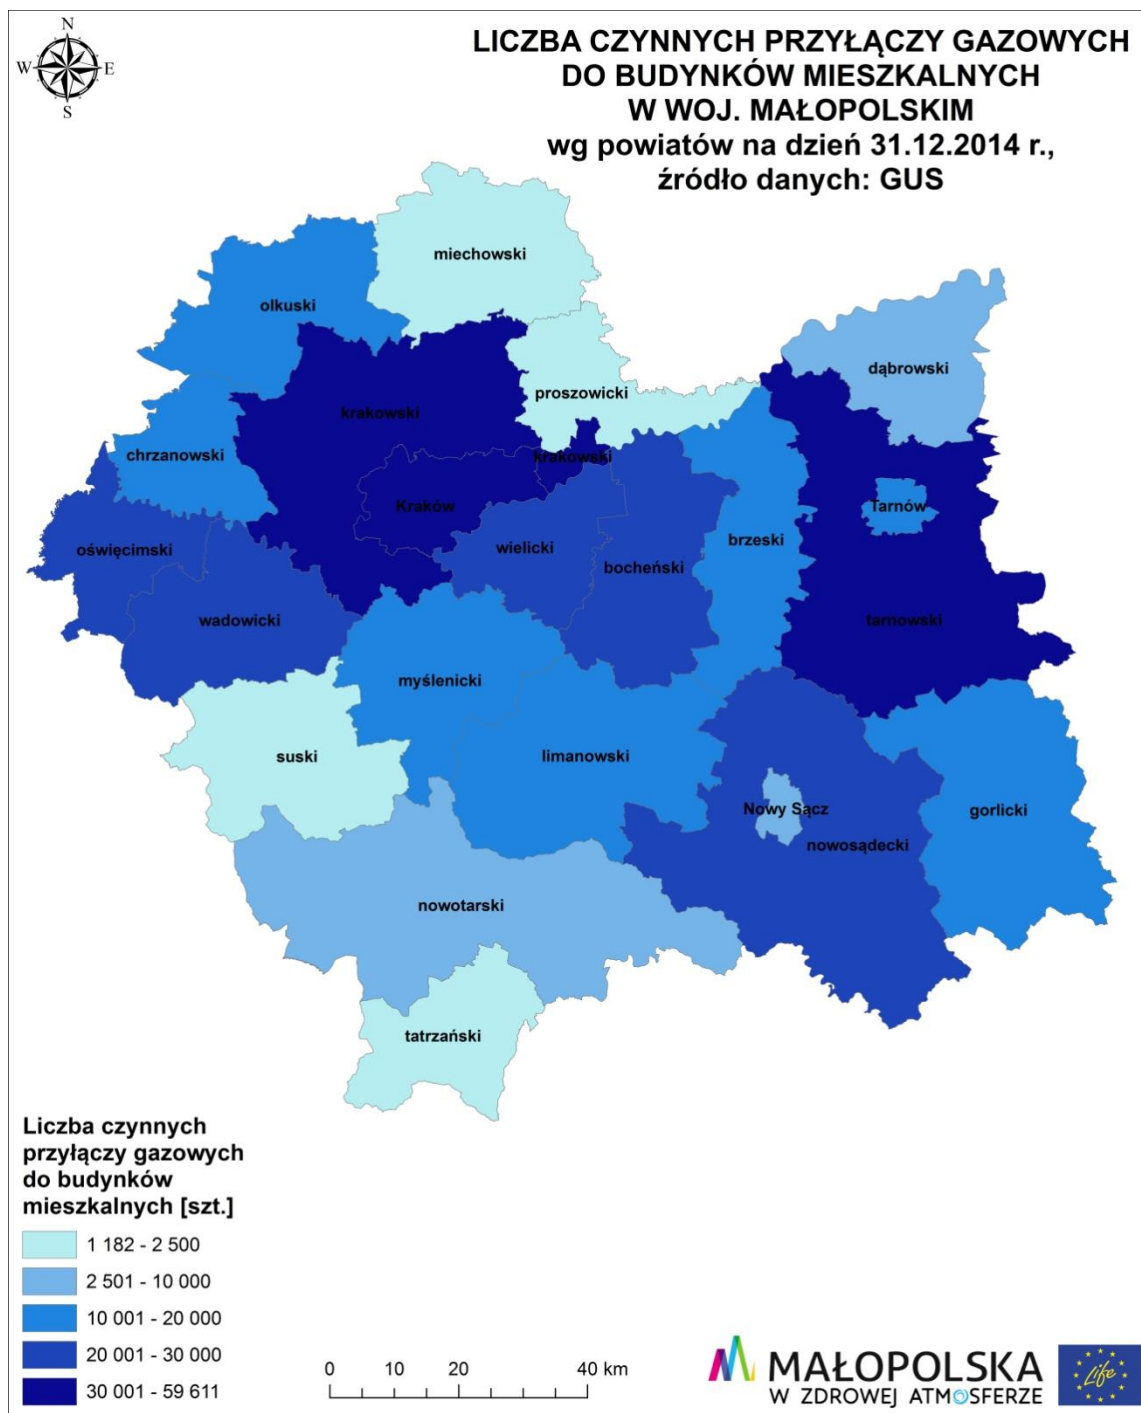 N
W
E
S
LICZBA CZYNNYCH PRZYŁĄCZY GAZOWYCH
DO BUDYNKÓW MIESZKALNYCH
W WOJ. MAŁOPOLSKIM
wg powiatów na dzień 31.12.2014 r.,
źródło danych: GUS
miechowski
olkuski
dąbrowski
proszowicki
krakowski
chrzanowski
krakowski
Kraków
Tarnów
oświęcimski
wielicki
bocheński
brzeski
wadowicki
tarnowski
myślenicki
suski
limanowski
Nowy Sącz
gorlicki
nowosądecki
nowotarski
tatrzański
Liczba czynnych
przyłączy gazowych
do budynków
mieszkalnych [szt.]
1 182 - 2 500
2 501 - 10 000
10 001 - 20 000
20 001 - 30 000
30 001 - 59 611
0 10 20 40 km
MAŁOPOLSKA
W ZDROWEJ ATMOSFERZE
Life